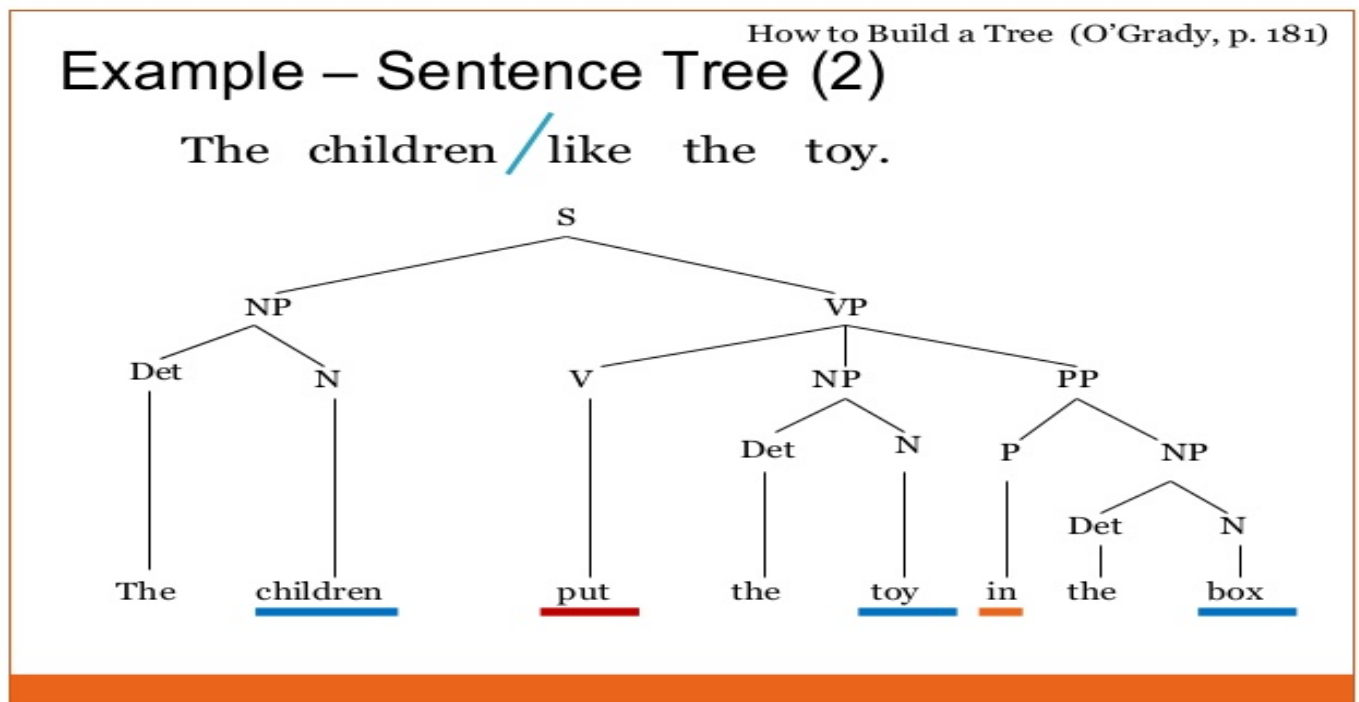 How to Build a Tree (O'Grady, p. 181)
Example – Sentence Tree (2)
The children / like the toy.
S
NP VP
Det N V NP PP
Det N P NP
Det N
The children put the toy in the box